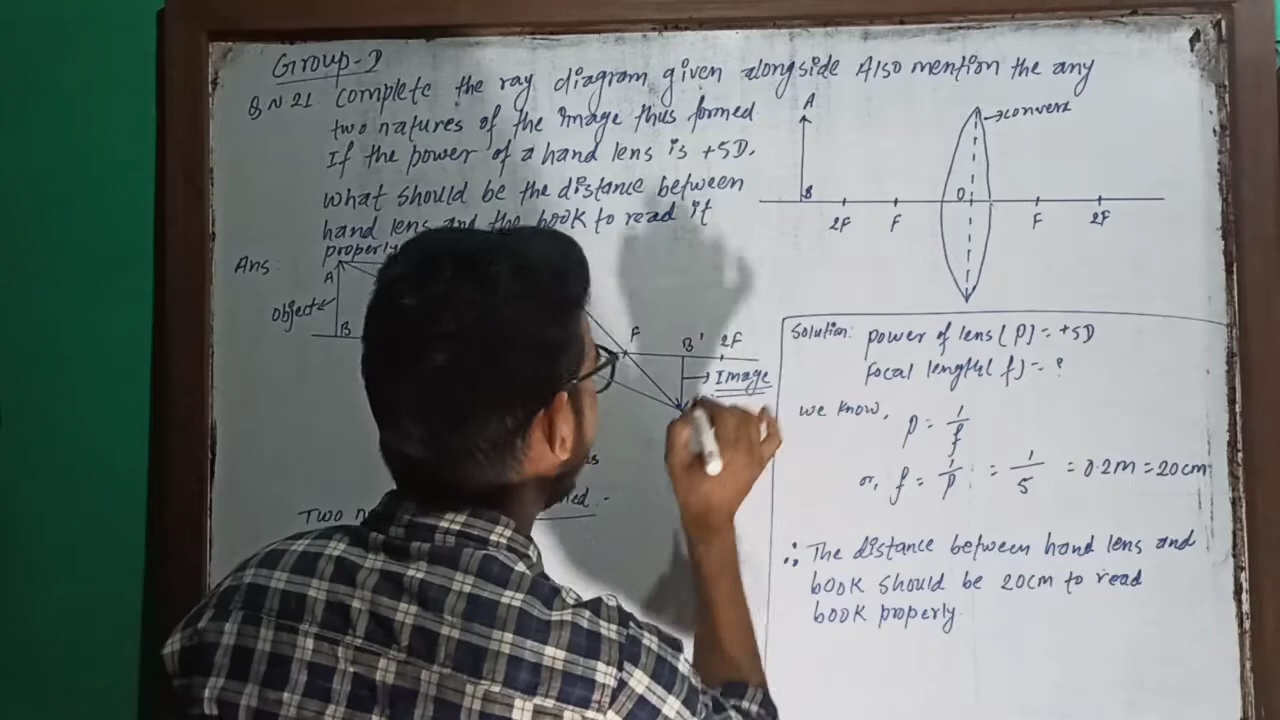 Group-D
Q.N 21 complete the ray diagram given alongside Also mention the any
two natures of the Image thus formed
If the power of a hand lens is +5D.
What should be the distance between
hand lens and the book to read it
properly
A
→convex
B
O
2F F F 2F
Ans:
A
Object
B
F B' 2F
Image
Two
Solution: power of lens (P) = +5D
Focal length (f) = ?
we know,
P = 1/f
or, f = 1/P = 1/5 = 0.2m = 20cm
∴ The distance between hand lens and
book should be 20cm to read
book properly.